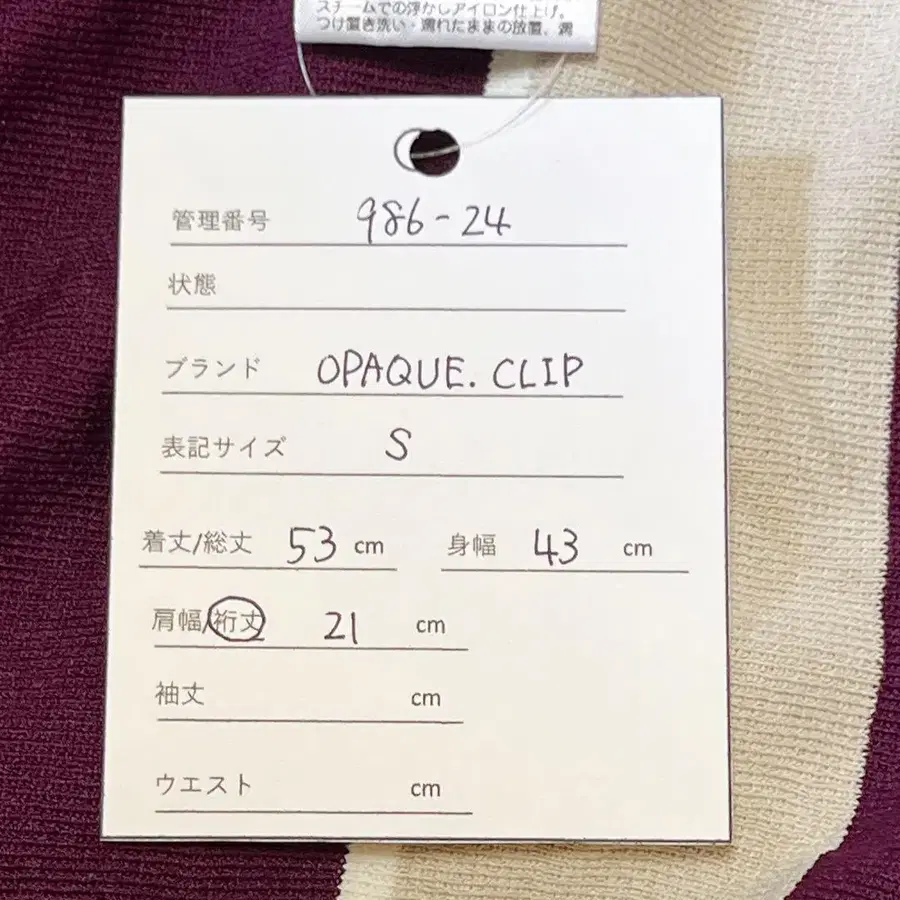 スチームでの浮かしアイロン仕上げ。
つけ置き洗い・濡れたままの放置、濡
管理番号 986-24
状態
ブランド OPAQUE. CLIP
表記サイズ S
着丈/総丈 53 cm 身幅 43 cm
肩幅/裄丈 21 cm
袖丈 cm
ウエスト cm